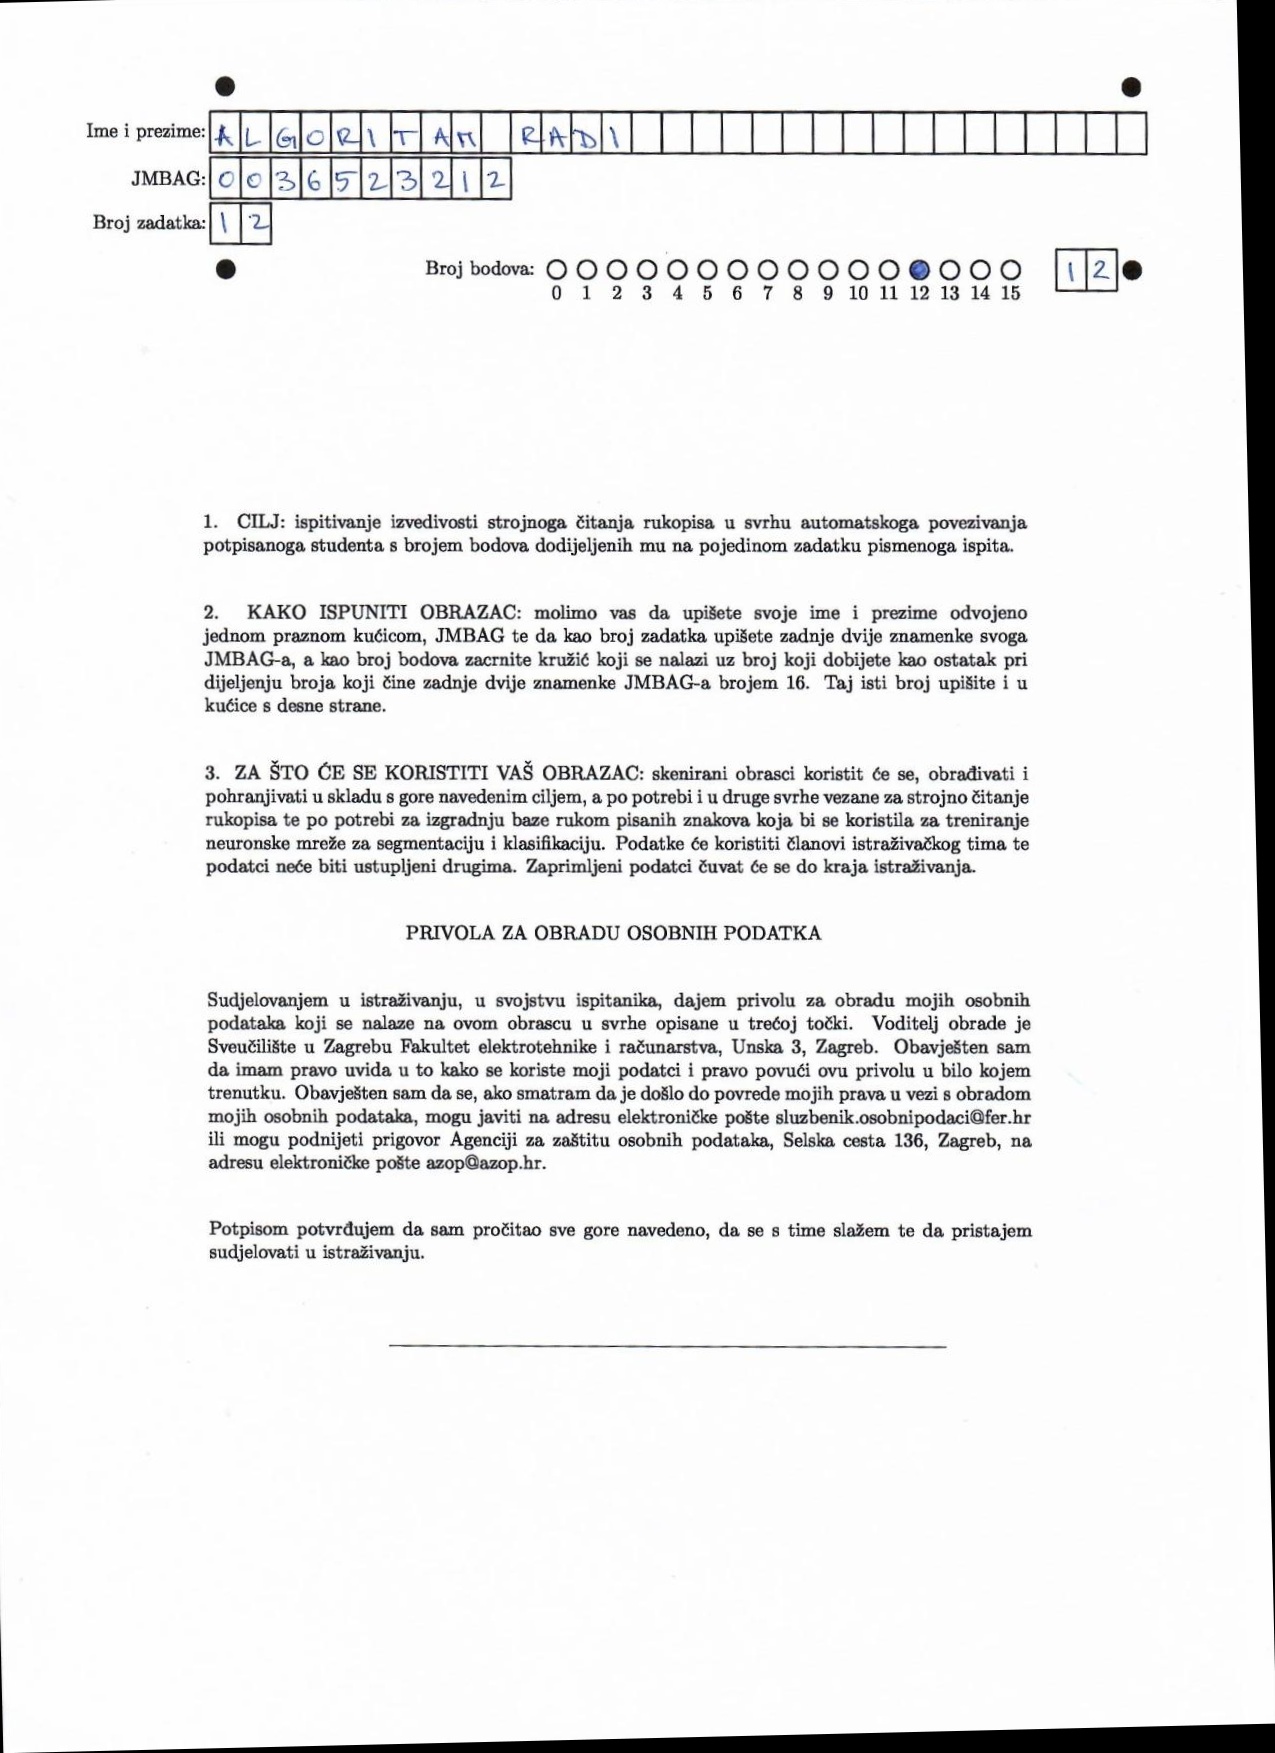 Ime i prezime: ALGORITAM RADI
JMBAG: 0036523212
Broj zadatka: 12
Broj bodova: 12
0 1 2 3 4 5 6 7 8 9 10 11 12 13 14 15
1. CILJ: ispitivanje izvedivosti strojnoga čitanja rukopisa u svrhu automatskoga povezivanja
potpisanoga studenta s brojem bodova dodijeljenih mu na pojedinom zadatku pismenoga ispita.
2. KAKO ISPUNITI OBRAZAC: molimo vas da upišete svoje ime i prezime odvojeno
jednom praznom kućicom, JMBAG te da kao broj zadatka upišete zadnje dvije znamenke svoga
JMBAG-a, a kao broj bodova zacrnite kružić koji se nalazi uz broj koji dobijete kao ostatak pri
dijeljenju broja koji čine zadnje dvije znamenke JMBAG-a brojem 16. Taj isti broj upišite i u
kućice s desne strane.
3. ZA ŠTO ĆE SE KORISTITI VAŠ OBRAZAC: skenirani obrasci koristit će se, obrađivati i
pohranjivati u skladu s gore navedenim ciljem, a po potrebi i u druge svrhe vezane za strojno čitanje
rukopisa te po potrebi za izgradnju baze rukom pisanih znakova koja bi se koristila za treniranje
neuronske mreže za segmentaciju i klasifikaciju. Podatke će koristiti članovi istraživačkog tima te
podatci neće biti ustupljeni drugima. Zaprimljeni podatci čuvat će se do kraja istraživanja.
PRIVOLA ZA OBRADU OSOBNIH PODATKA
Sudjelovanjem u istraživanju, u svojstvu ispitanika, dajem privolu za obradu mojih osobnih
podataka koji se nalaze na ovom obrascu u svrhe opisane u trećoj točki. Voditelj obrade je
Sveučilište u Zagrebu Fakultet elektrotehnike i računarstva, Unska 3, Zagreb. Obavješten sam
da imam pravo uvida u to kako se koriste moji podatci i pravo povući ovu privolu u bilo kojem
trenutku. Obavješten sam da se, ako smatram da je došlo do povrede mojih prava u vezi s obradom
mojih osobnih podataka, mogu javiti na adresu elektroničke pošte sluzbenik.osobnipodaci@fer.hr
ili mogu podnijeti prigovor Agenciji za zaštitu osobnih podataka, Selska cesta 136, Zagreb, na
adresu elektroničke pošte azop@azop.hr.
Potpisom potvrđujem da sam pročitao sve gore navedeno, da se s time slažem te da pristajem
sudjelovati u istraživanju.